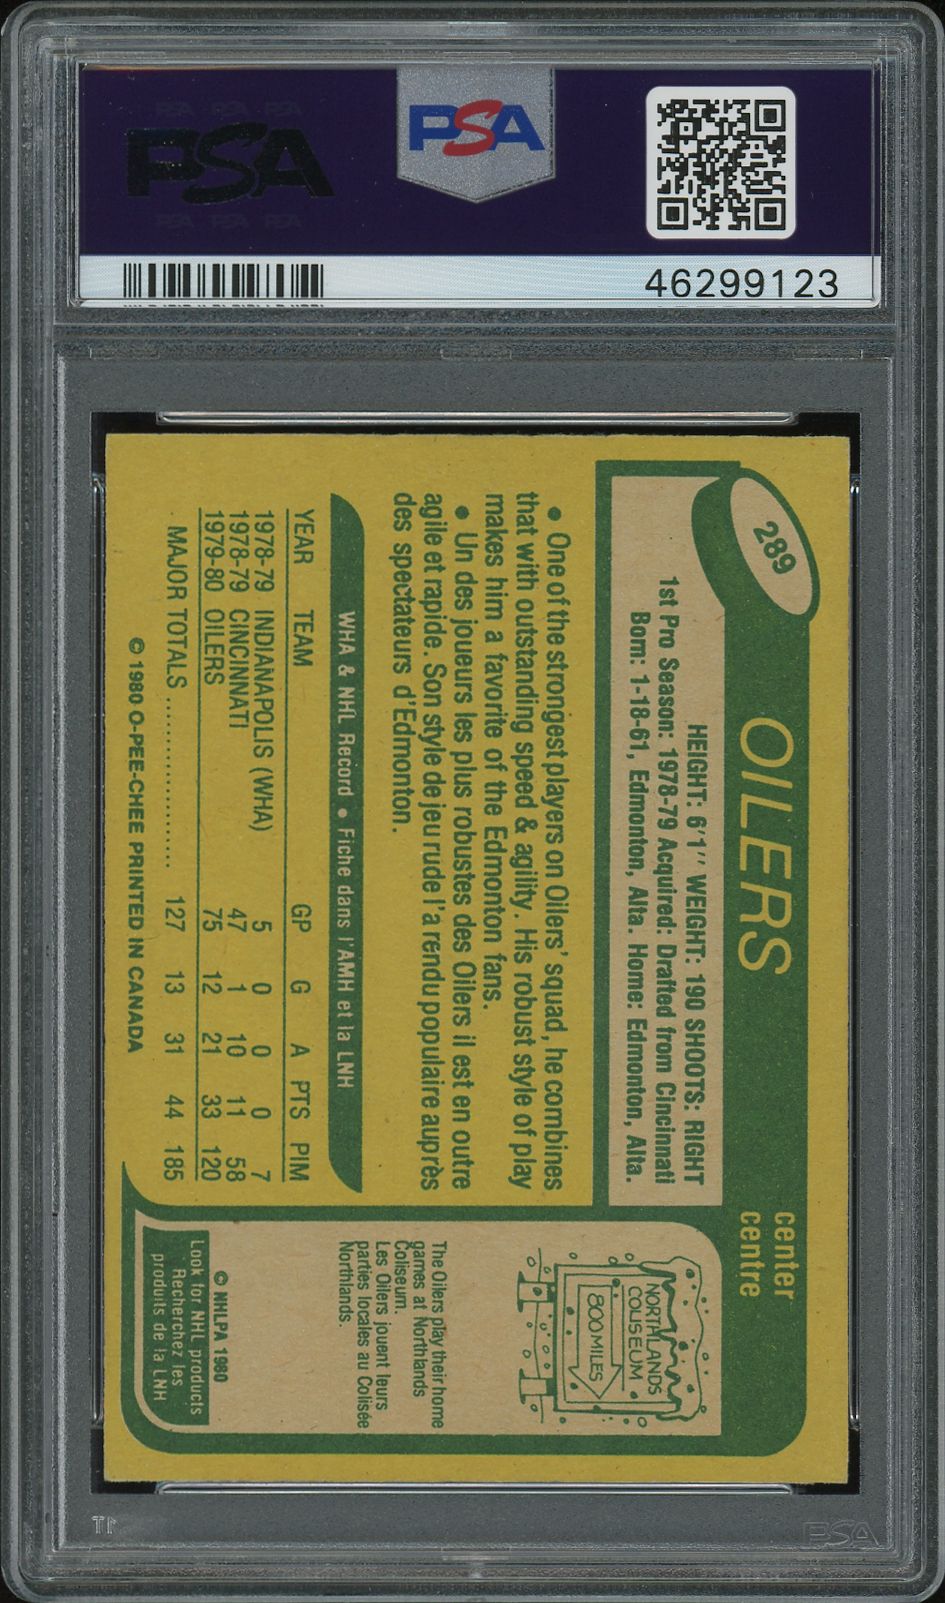 PSA PSA PSA
PSA
PSA PSA PSA
PSA
46299123
289
OILERS
center
centre
HEIGHT: 6'1'' WEIGHT: 190 SHOOTS: RIGHT
1st Pro Season: 1978-79 Acquired: Drafted from Cincinnati
Born: 1-18-61, Edmonton, Alta. Home: Edmonton, Alta.
• One of the strongest players on Oilers' squad, he combines
that with outstanding speed & agility. His robust style of play
makes him a favorite of the Edmonton fans.
• Un des joueurs les plus robustes des Oilers il est en outre
agile et rapide. Son style de jeu rude l'a rendu populaire auprès
des spectateurs d'Edmonton.
WHA & NHL Record • Fiche dans l'AMH et la LNH
YEAR TEAM GP G A PTS PIM
1978-79 INDIANAPOLIS (WHA) 5 0 0 0 7
1978-79 CINCINNATI 47 1 10 11 58
1979-80 OILERS 75 12 21 33 120
MAJOR TOTALS .................. 127 13 31 44 185
© 1980 O-PEE-CHEE PRINTED IN CANADA
NORTHLANDS
COLISEUM
800 MILES
The Oilers play their home
games at Northlands
Coliseum.
Les Oilers jouent leurs
parties locales au Colisée
Northlands.
© NHLPA 1980
Look for NHL products
Recherchez les
produits de la LNH
PSA